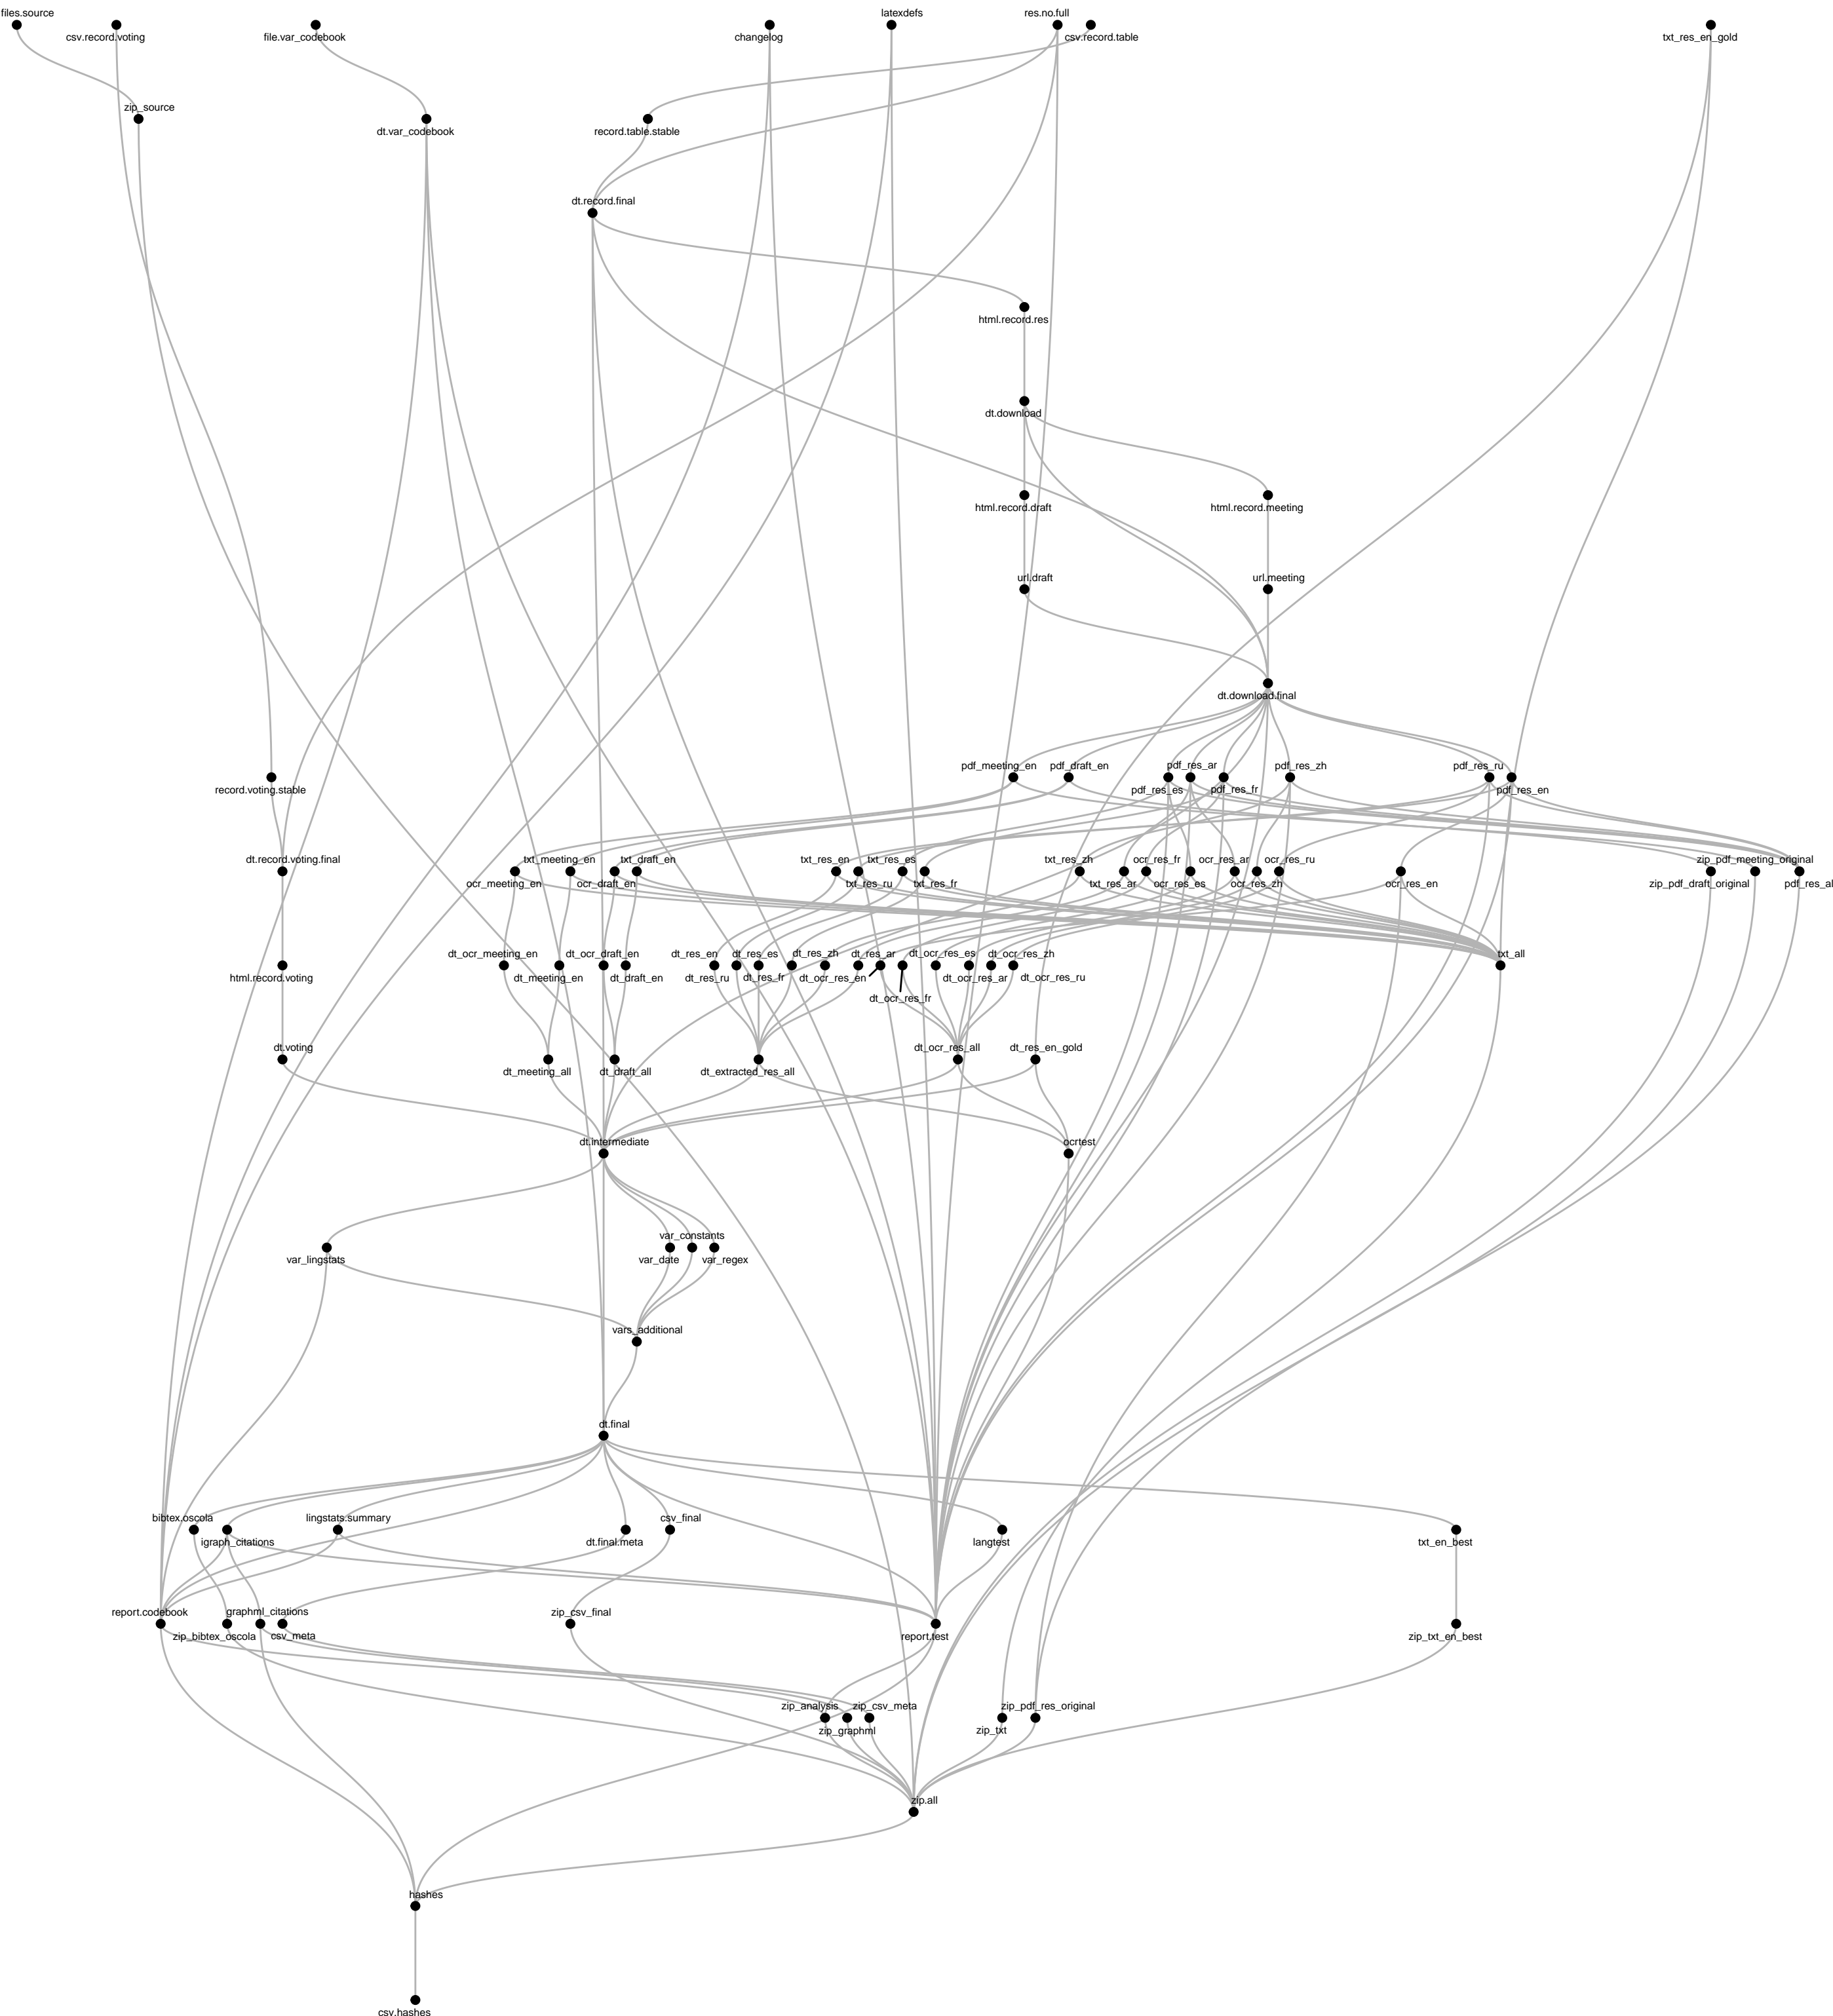 files.source
csv.record.voting
file.var_codebook
changelog
latexdefs
res.no.full
csv.record.table
txt_res_en_gold
zip_source
dt.var_codebook
record.table.stable
dt.record.final
html.record.res
dt.download
html.record.draft
html.record.meeting
url.draft
url.meeting
dt.download.final
pdf_meeting_en
pdf_draft_en
pdf_res_ar
pdf_res_zh
pdf_res_ru
record.voting.stable
pdf_res_es
pdf_res_fr
pdf_res_en
dt.record.voting.final
txt_meeting_en
txt_draft_en
txt_res_en
txt_res_es
txt_res_zh
ocr_res_fr
ocr_res_ar
ocr_res_ru
zip_pdf_meeting_original
ocr_meeting_en
ocr_draft_en
txt_res_ru
txt_res_fr
txt_res_ar
ocr_res_es
ocr_res_zh
ocr_res_en
zip_pdf_draft_original
pdf_res_al
dt_ocr_meeting_en
dt_ocr_draft_en
dt_res_en
dt_res_es
dt_res_zh
dt_res_ar
dt_ocr_res_es
dt_ocr_res_zh
txt_all
html.record.voting
dt_meeting_en
dt_draft_en
dt_res_ru
dt_res_fr
dt_ocr_res_en
dt_ocr_res_fr
dt_ocr_res_ar
dt_ocr_res_ru
dt.voting
dt_meeting_all
dt_draft_all
dt_extracted_res_all
dt_ocr_res_all
dt_res_en_gold
dt.intermediate
ocrtest
var_lingstats
var_date
var_constants
var_regex
vars_additional
dt.final
bibtex.oscola
igraph_citations
lingstats.summary
dt.final.meta
csv_final
langtest
txt_en_best
report.codebook
zip_bibtex_oscola
graphml_citations
csv_meta
zip_csv_final
report.test
zip_txt_en_best
zip_analysis
zip_graphml
zip_csv_meta
zip_txt
zip_pdf_res_original
zip.all
hashes
csv.hashes